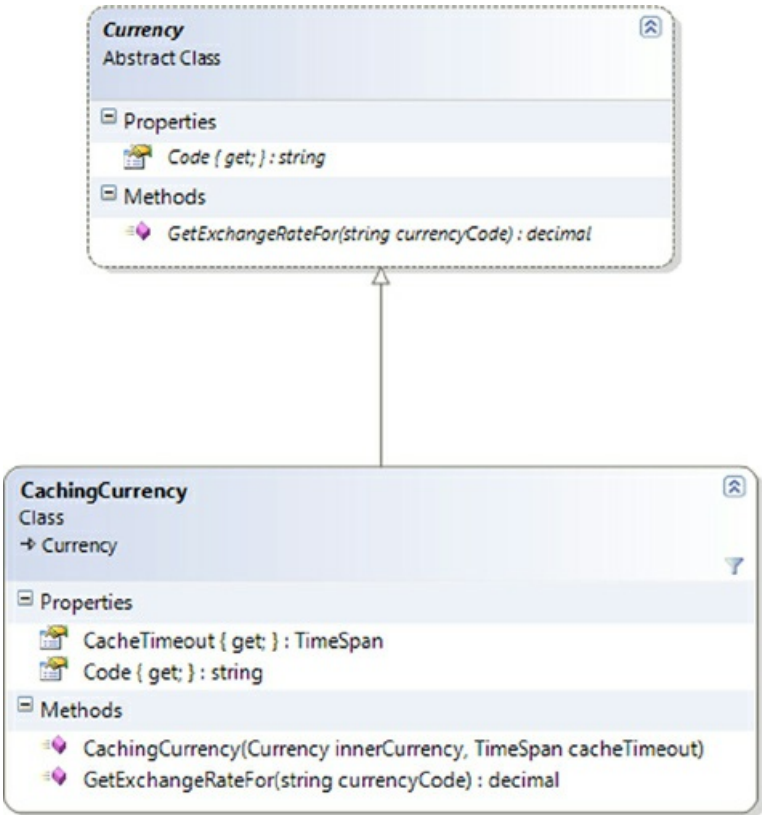 Currency
Abstract Class
Properties
Code { get; } : string
Methods
GetExchangeRateFor(string currencyCode) : decimal
CachingCurrency
Class
Currency
Properties
CacheTimeout { get; } : TimeSpan
Code { get; } : string
Methods
CachingCurrency(Currency innerCurrency, TimeSpan cacheTimeout)
GetExchangeRateFor(string currencyCode) : decimal